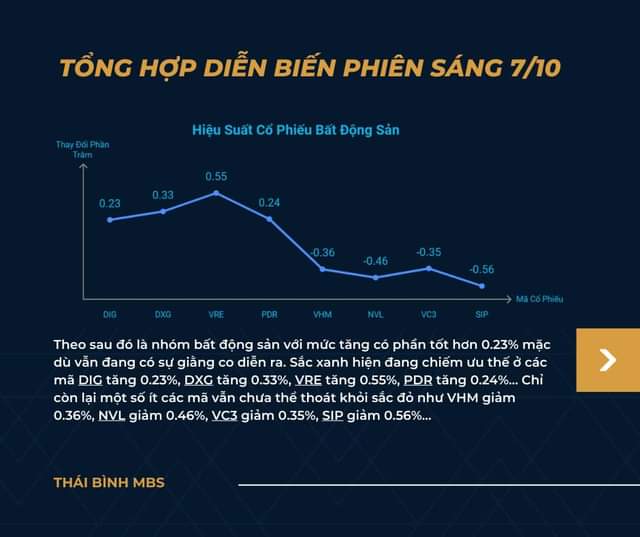 TỔNG HỢP DIỄN BIẾN PHIÊN SÁNG 7/10
Hiệu Suất Cổ Phiếu Bất Động Sản
Thay Đổi Phần
Trăm
0.23
0.33
0.55
0.24
-0.36
-0.46
-0.35
-0.56
Mã Cổ Phiếu
DIG
DXG
VRE
PDR
VHM
NVL
VC3
SIP
Theo sau đó là nhóm bất động sản với mức tăng có phần tốt hơn 0.23% mặc
dù vẫn đang có sự giằng co diễn ra. Sắc xanh hiện đang chiếm ưu thế ở các
mã DIG tăng 0.23%, DXG tăng 0.33%, VRE tăng 0.55%, PDR tăng 0.24%... Chỉ
còn lại một số ít các mã vẫn chưa thể thoát khỏi sắc đỏ như VHM giảm
0.36%, NVL giảm 0.46%, VC3 giảm 0.35%, SIP giảm 0.56%...
THÁI BÌNH MBS